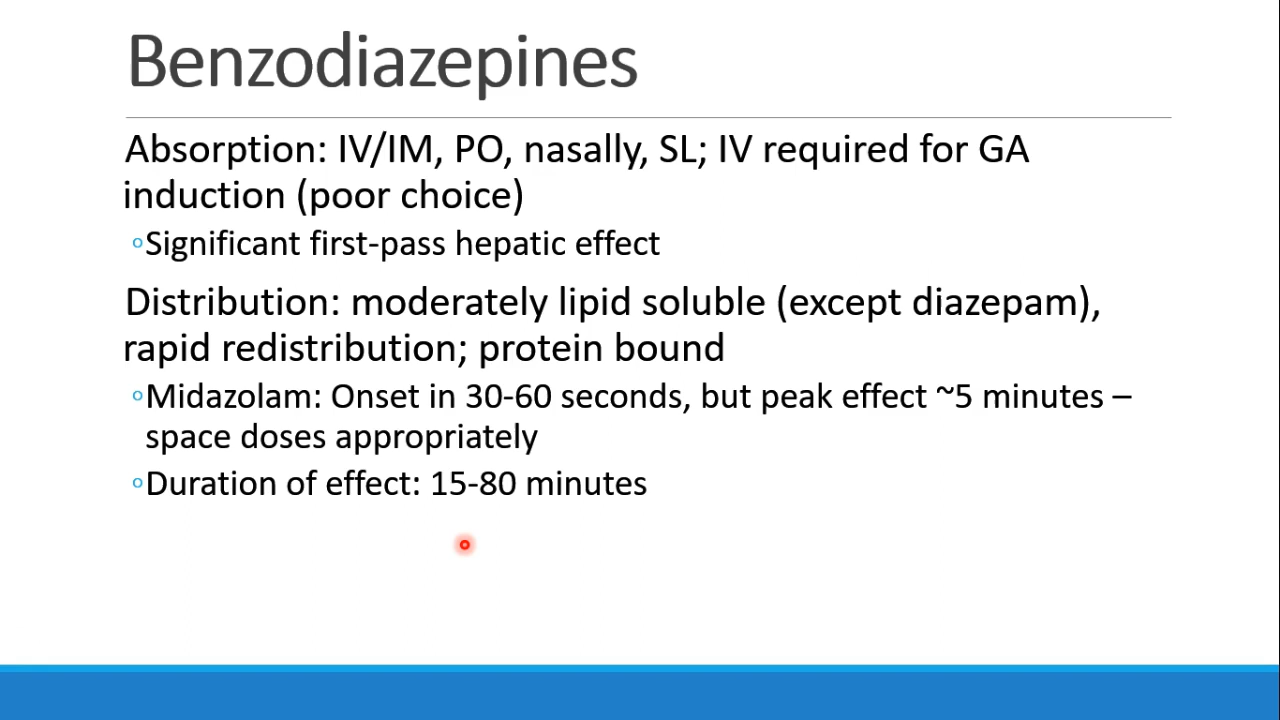 Benzodiazepines
Absorption: IV/IM, PO, nasally, SL; IV required for GA
induction (poor choice)
◦Significant first-pass hepatic effect
Distribution: moderately lipid soluble (except diazepam),
rapid redistribution; protein bound
◦Midazolam: Onset in 30-60 seconds, but peak effect ~5 minutes –
space doses appropriately
◦Duration of effect: 15-80 minutes